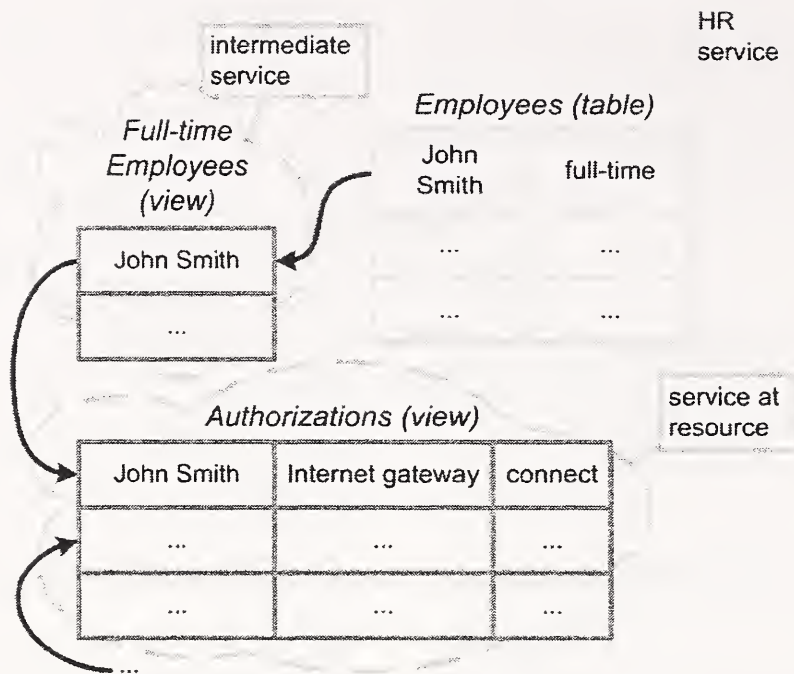 HR
service
intermediate
service
Employees (table)
Full-time
Employees
(view)
John
Smith
full-time
John Smith
...
...
...
...
...
Authorizations (view)
service at
resource
John Smith
Internet gateway
connect
...
...
...
...
...
...
...